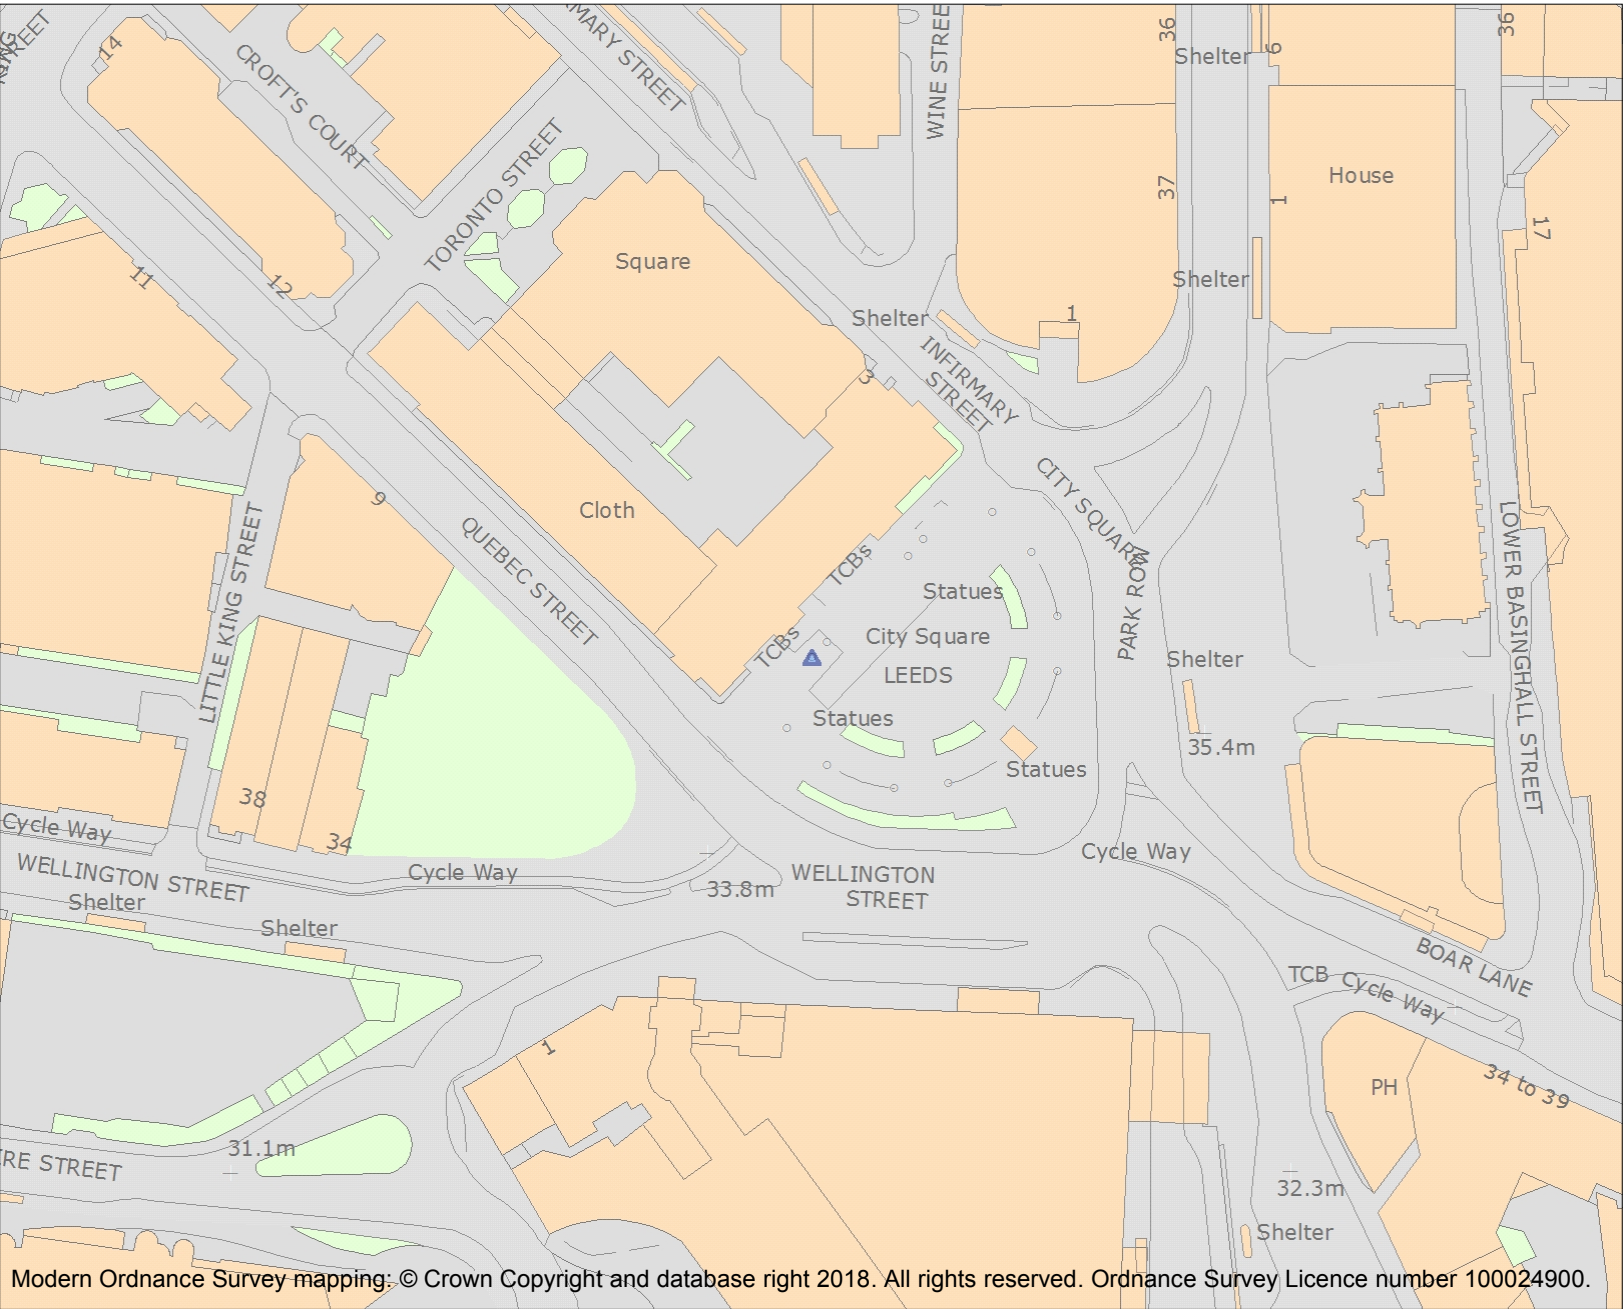 STREET
14
CROFT'S COURT
MARY STREET
WINE STREE
36
Shelter
6
36
TORONTO STREET
House
37
1
17
Square
11
12
Shelter
Shelter
1
INFIRMARY
STREET
3
CITY SQUARE
9
Cloth
QUEBEC STREET
LITTLE KING STREET
TCBs
PARK ROW
LOWER BASINGHALL STREET
Statues
City Square
TCBs
LEEDS
Shelter
Statues
35.4m
Statues
38
34
Cycle Way
Cycle Way
Cycle Way
WELLINGTON STREET
WELLINGTON
STREET
33.8m
Shelter
Shelter
BOAR LANE
TCB
Cycle Way
1
PH
34 to 39
31.1m
IRE STREET
32.3m
Shelter
Modern Ordnance Survey mapping: © Crown Copyright and database right 2018. All rights reserved. Ordnance Survey Licence number 100024900.